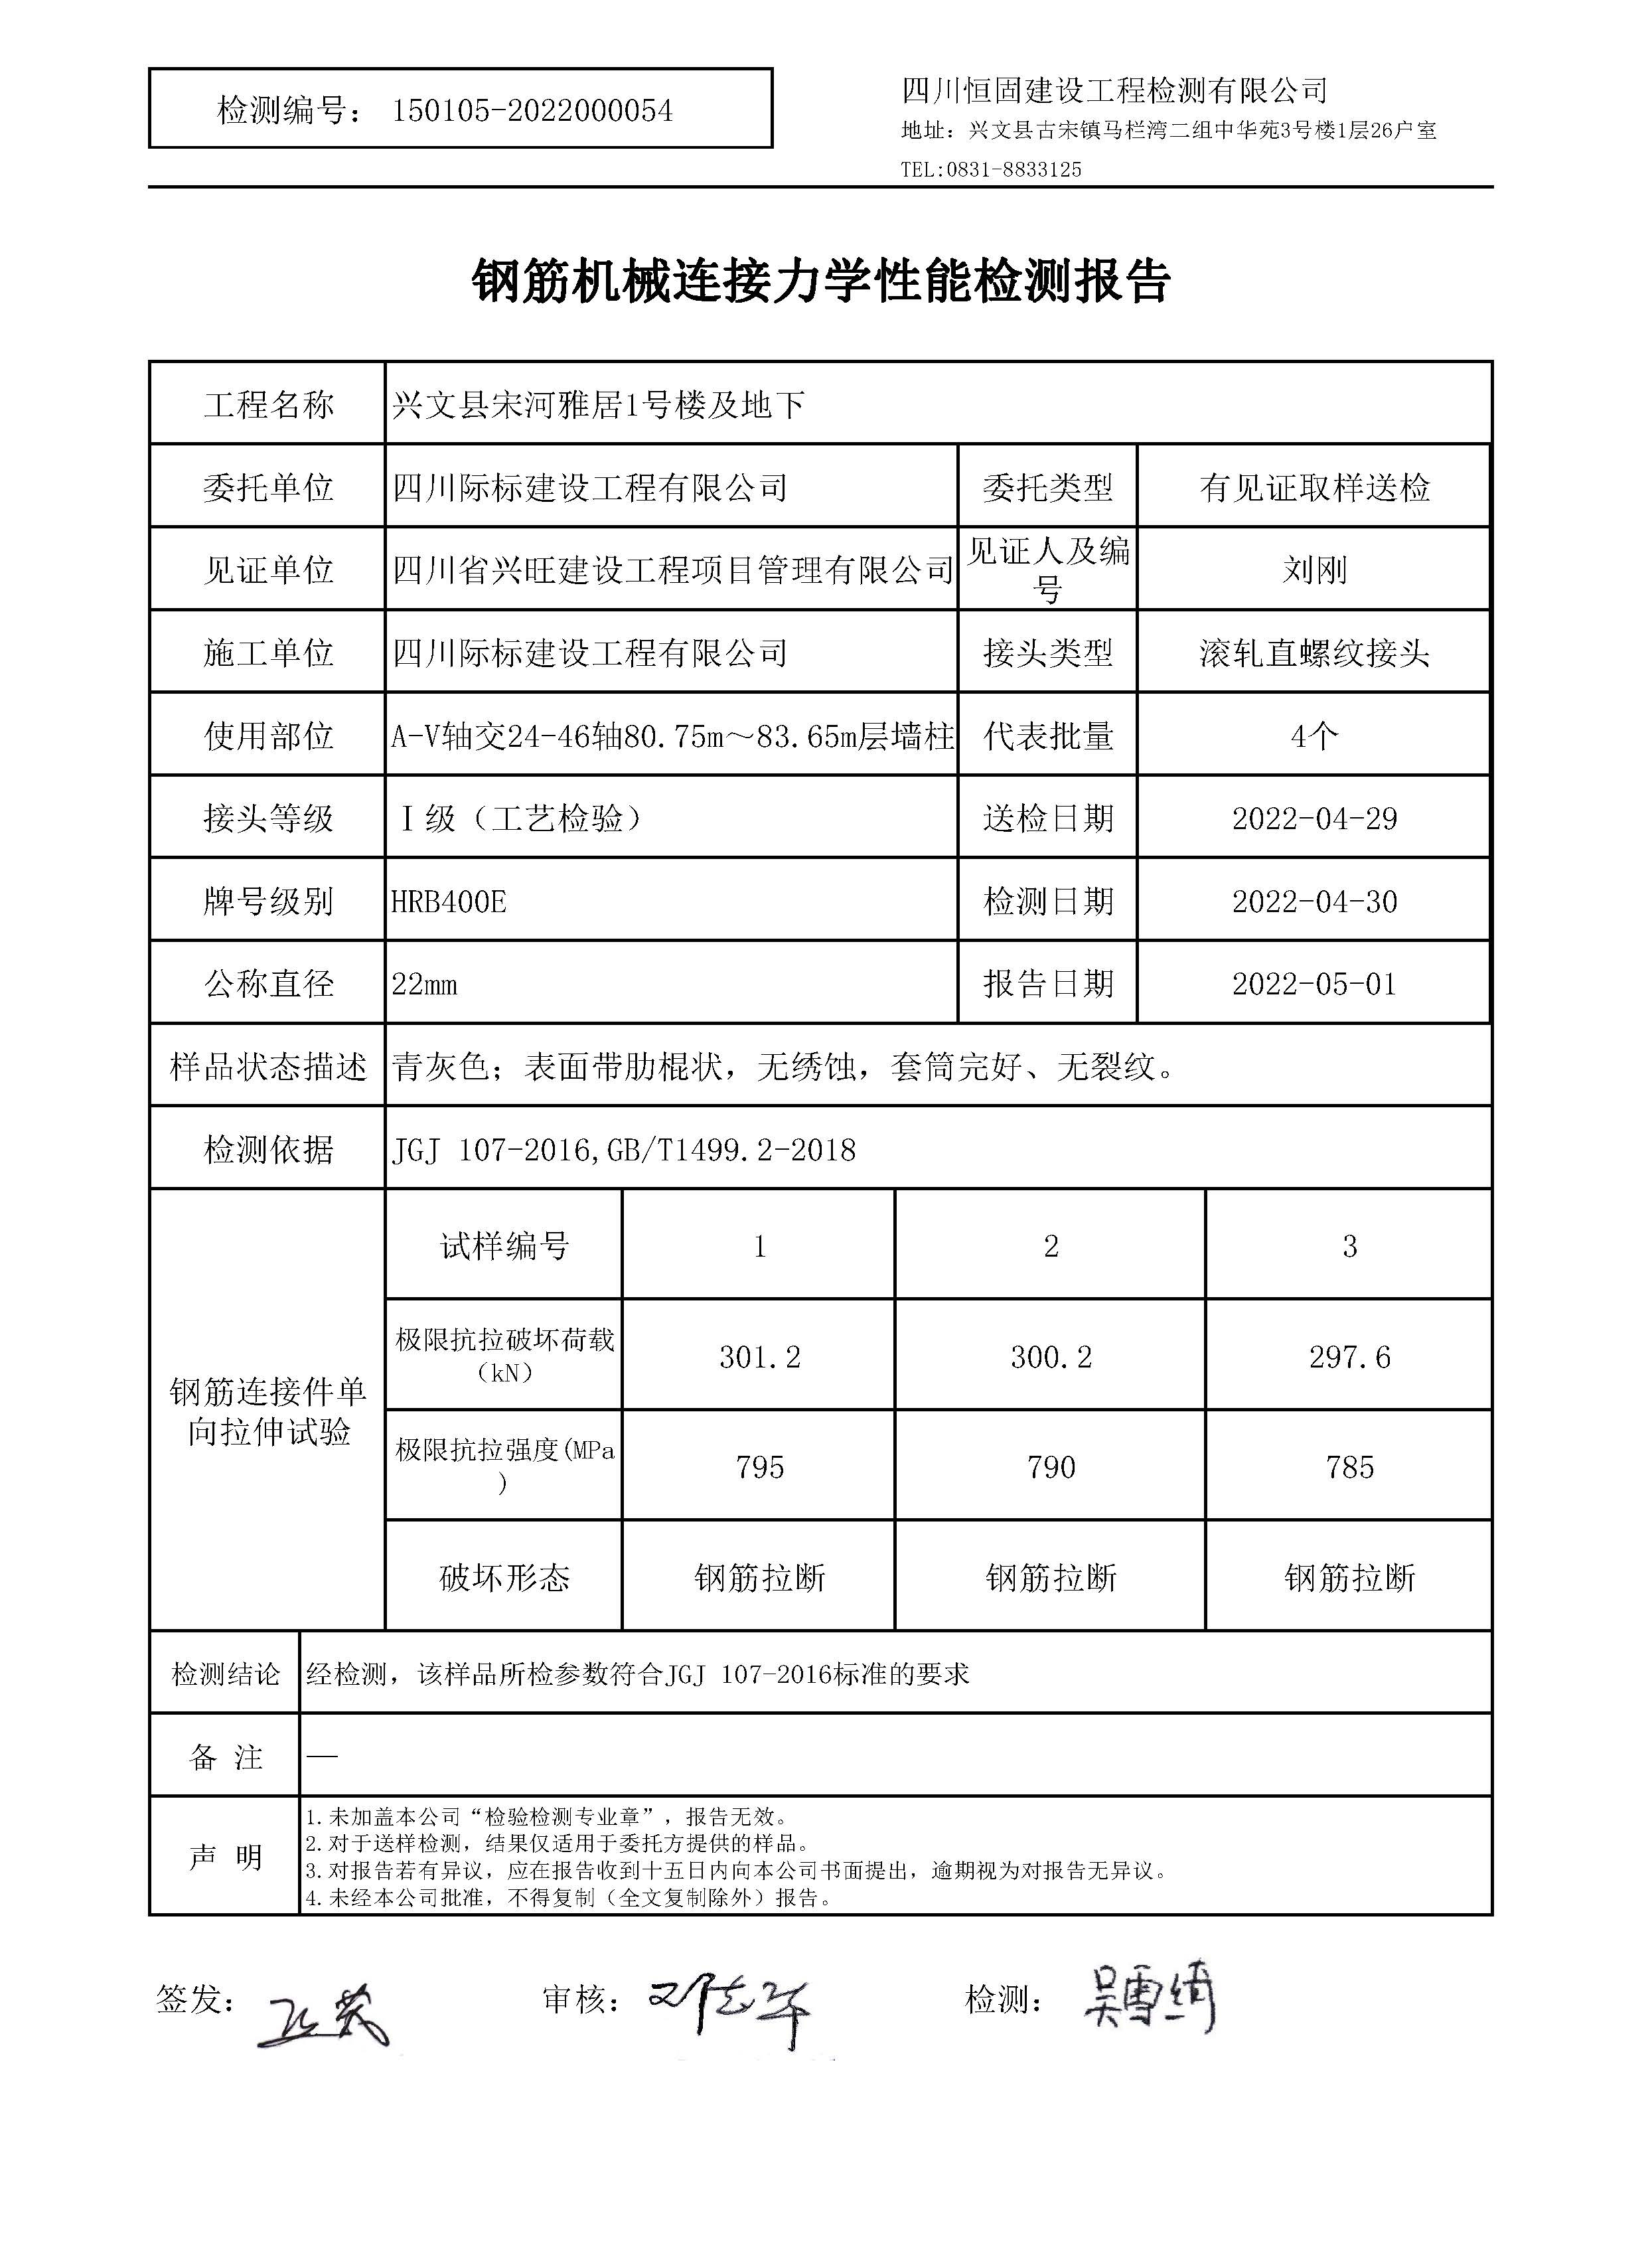 检测编号： 150105-2022000054
四川恒固建设工程检测有限公司
地址：兴文县古宋镇马栏湾二组中华苑3号楼1层26户室
TEL:0831-8833125
钢筋机械连接力学性能检测报告
工程名称 兴文县宋河雅居1号楼及地下
委托单位 四川际标建设工程有限公司 委托类型 有见证取样送检
见证单位 四川省兴旺建设工程项目管理有限公司 见证人及编号 刘刚
施工单位 四川际标建设工程有限公司 接头类型 滚轧直螺纹接头
使用部位 A-V轴交24-46轴80.75m～83.65m层墙柱 代表批量 4个
接头等级 Ⅰ级（工艺检验） 送检日期 2022-04-29
牌号级别 HRB400E 检测日期 2022-04-30
公称直径 22mm 报告日期 2022-05-01
样品状态描述 青灰色；表面带肋棍状，无绣蚀，套筒完好、无裂纹。
检测依据 JGJ 107-2016,GB/T1499.2-2018
钢筋连接件单向拉伸试验
试样编号 1 2 3
极限抗拉破坏荷载（kN） 301.2 300.2 297.6
极限抗拉强度(MPa) 795 790 785
破坏形态 钢筋拉断 钢筋拉断 钢筋拉断
检测结论 经检测，该样品所检参数符合JGJ 107-2016标准的要求
备 注 —
声 明
1.未加盖本公司“检验检测专业章”，报告无效。
2.对于送样检测，结果仅适用于委托方提供的样品。
3.对报告若有异议，应在报告收到十五日内向本公司书面提出，逾期视为对报告无异议。
4.未经本公司批准，不得复制（全文复制除外）报告。
签发： 审核：邓志华 检测：吴雪绮